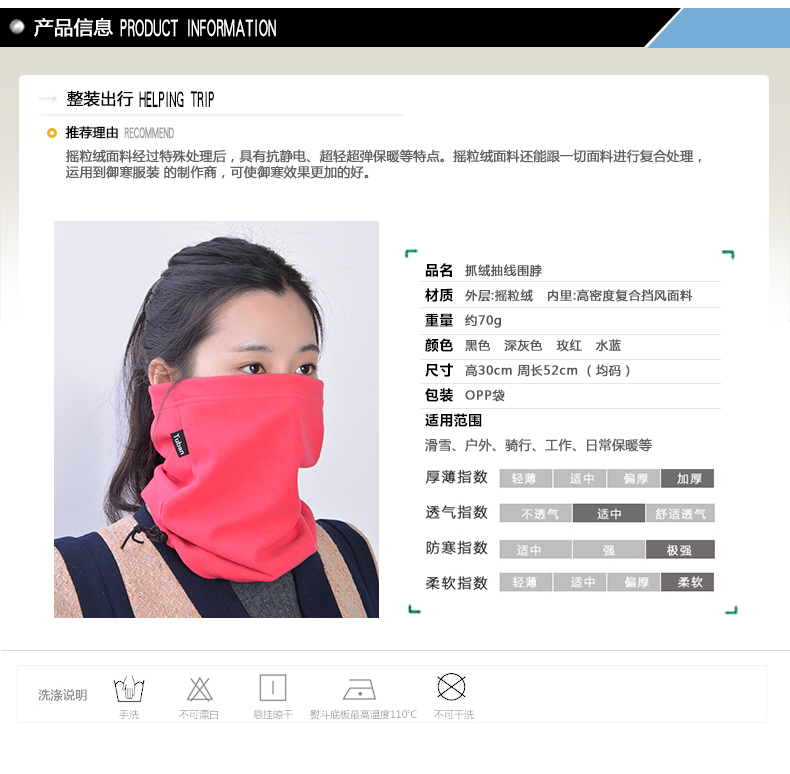 产品信息 PRODUCT INFORMATION
整装出行 HELPING TRIP
推荐理由 RECOMMEND
摇粒绒面料经过特殊处理后，具有抗静电、超轻超弹保暖等特点。摇粒绒面料还能跟一切面料进行复合处理，
运用到御寒服装 的制作商，可使御寒效果更加的好。
Tuban
品名 抓绒抽线围脖
材质 外层:摇粒绒 内里:高密度复合挡风面料
重量 约70g
颜色 黑色 深灰色 玫红 水蓝
尺寸 高30cm 周长52cm （ 均码 ）
包装 OPP袋
适用范围
滑雪、户外、骑行、工作、日常保暖等
厚薄指数 轻薄 适中 偏厚 加厚
透气指数 不透气 适中 舒适透气
防寒指数 适中 强 极强
柔软指数 轻薄 适中 偏厚 柔软
洗涤说明
手洗 不可漂白 悬挂晾干 熨斗底板最高温度110℃ 不可干洗